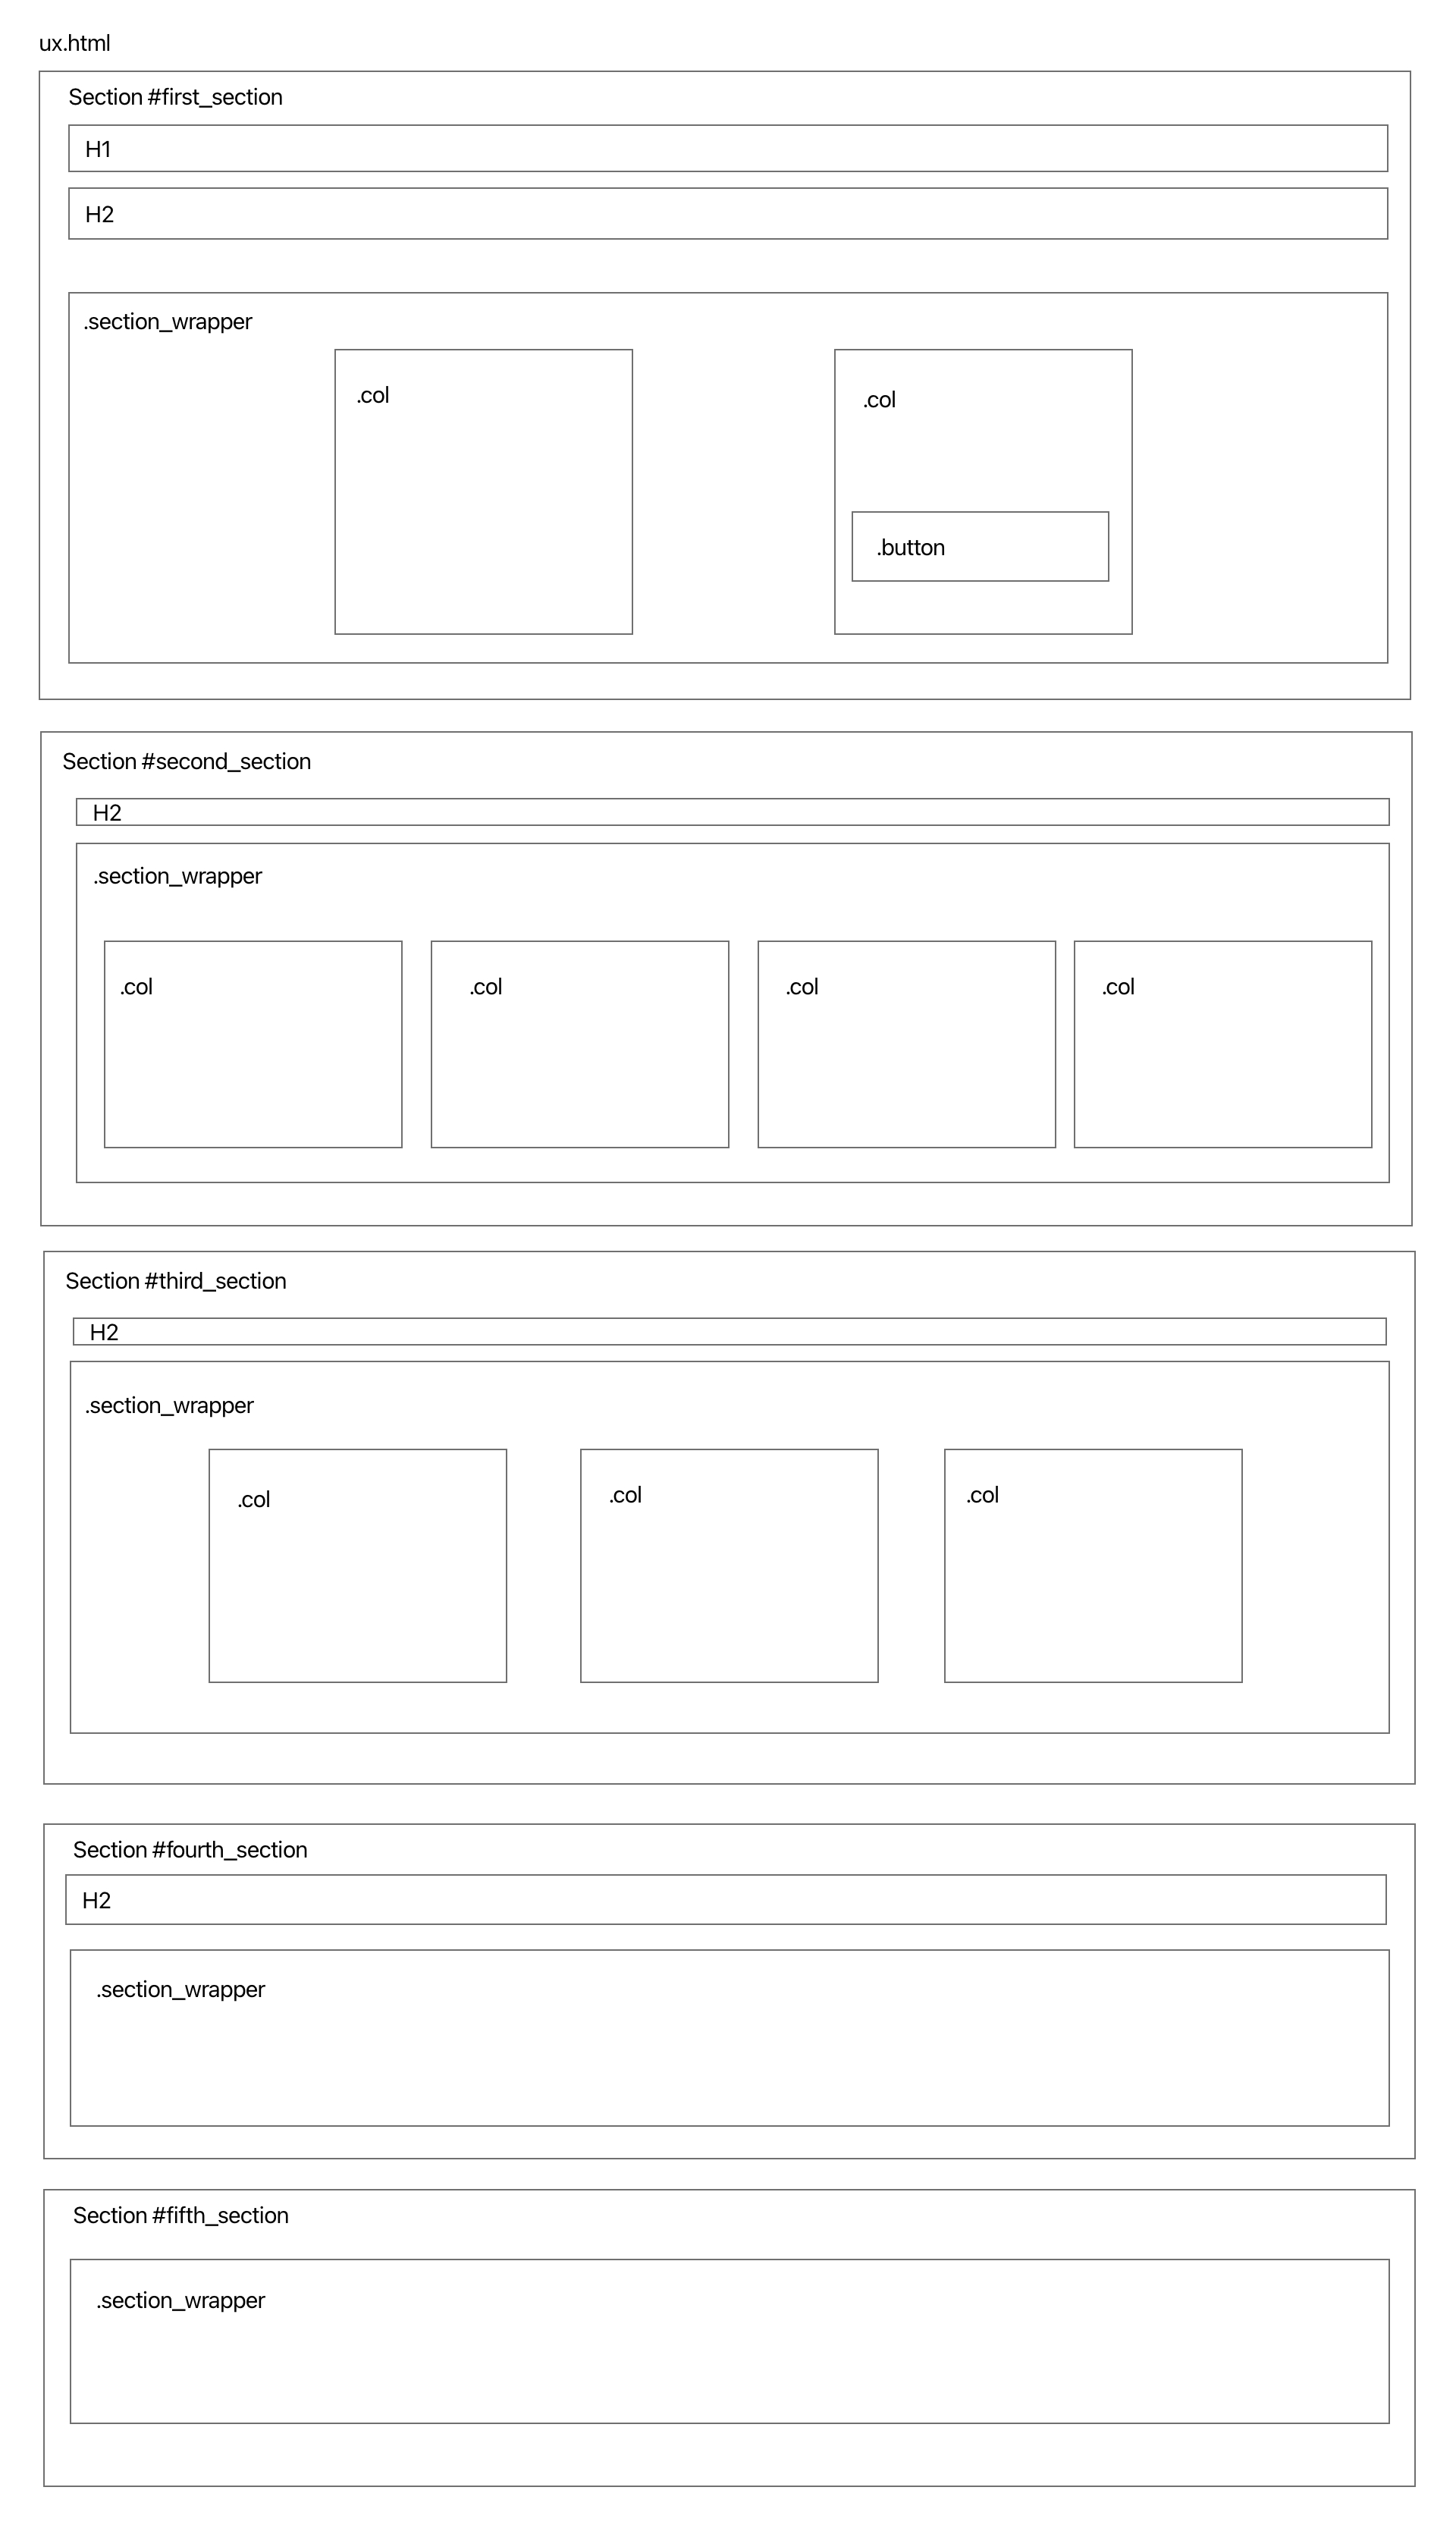 ux.html
Section #first_section
H1
H2
.section_wrapper
.col
.col
.button
Section #second_section
H2
.section_wrapper
.col
.col
.col
.col
Section #third_section
H2
.section_wrapper
.col
.col
.col
Section #fourth_section
H2
.section_wrapper
Section #fifth_section
.section_wrapper